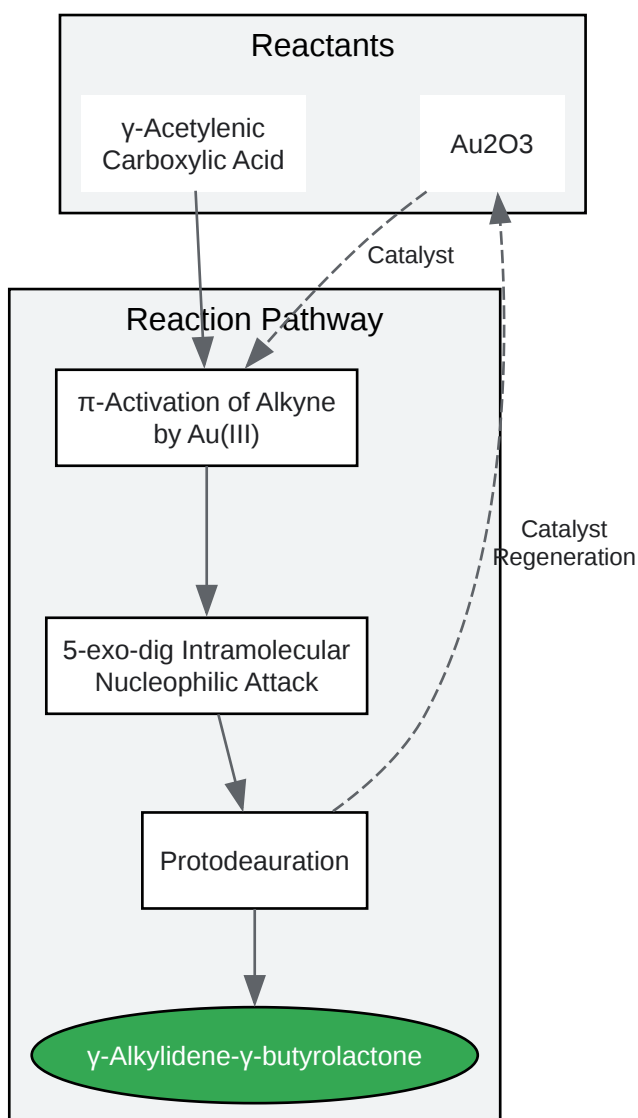 Reactants
γ-Acetylenic
Carboxylic Acid
Au2O3
Catalyst
Reaction Pathway
π-Activation of Alkyne
by Au(III)
Catalyst
Regeneration
5-exo-dig Intramolecular
Nucleophilic Attack
Protodeauration
γ-Alkylidene-γ-butyrolactone